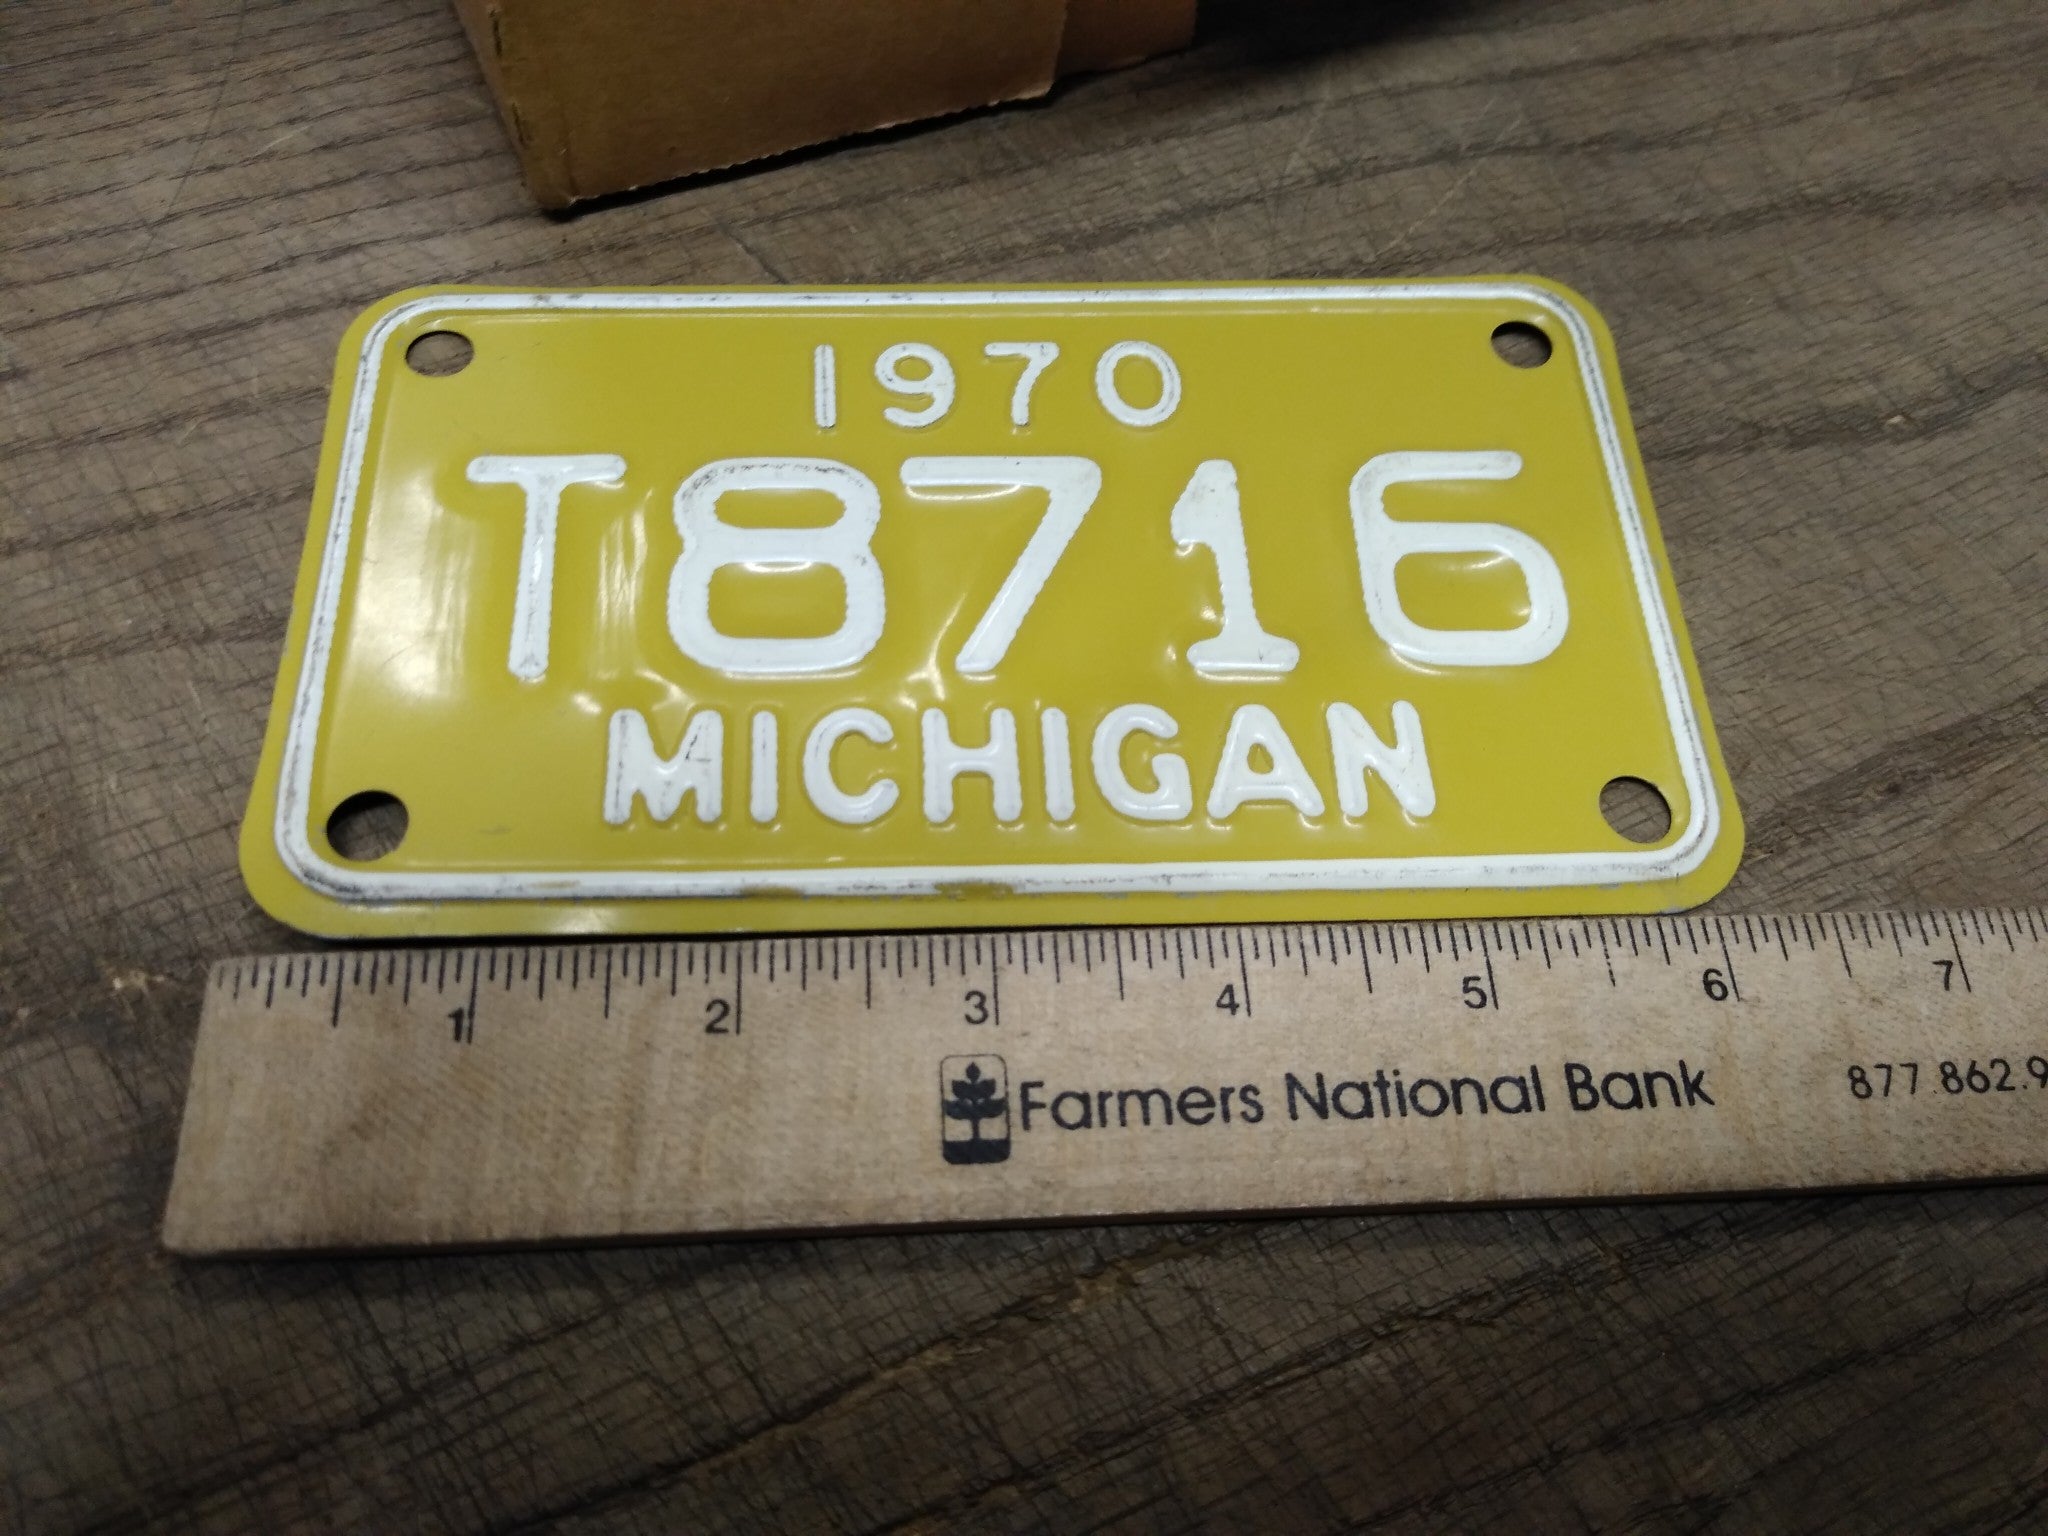 1970
T8716
MICHIGAN
1 2 3 4 5 6 7
Farmers National Bank 877.862.9